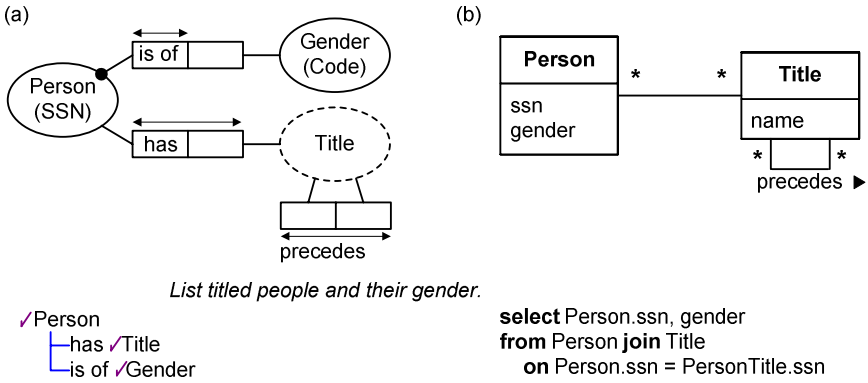 (a)
is of
Gender
(Code)
Person
(SSN)
has
Title
precedes
(b)
Person
ssn
gender
* *
Title
name
* *
precedes ▶
List titled people and their gender.
✓Person
has ✓Title
is of ✓Gender
select Person.ssn, gender
from Person join Title
on Person.ssn = PersonTitle.ssn